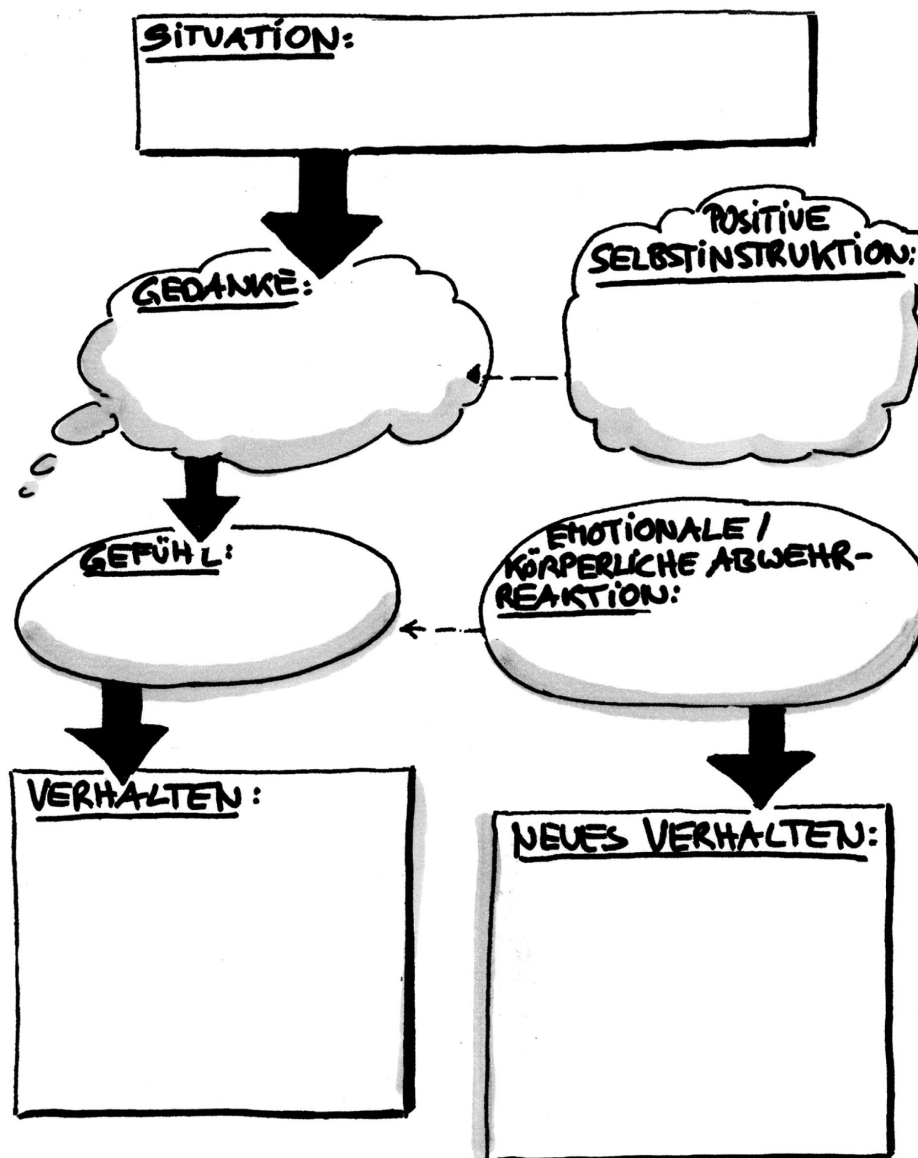 SITUATION:
POSITIVE
SELBSTINSTRUKTION:
GEDANKE:
EMOTIONALE /
KÖRPERLICHE ABWEHR-
REAKTION:
GEFÜHL:
VERHALTEN:
NEUES VERHALTEN: